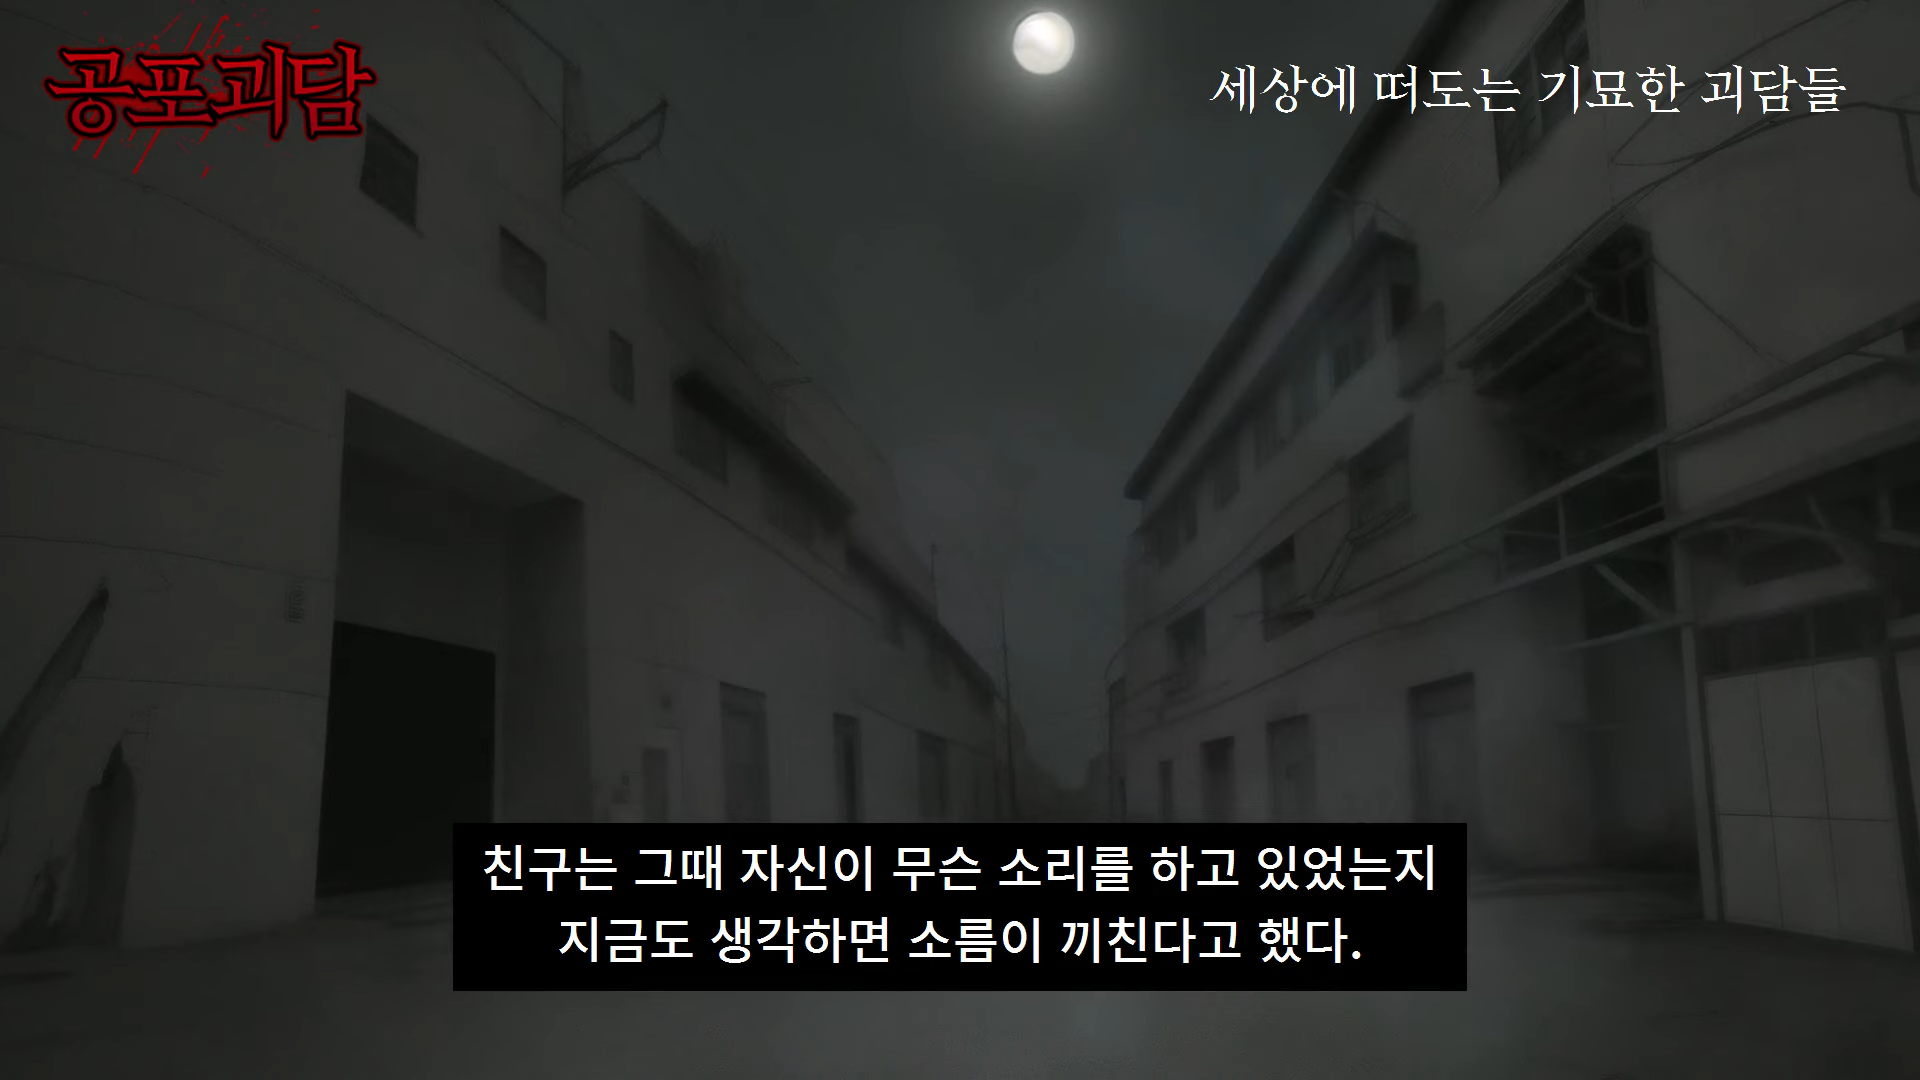 공포괴담
세상에 떠도는 기묘한 괴담들
친구는 그때 자신이 무슨 소리를 하고 있었는지
지금도 생각하면 소름이 끼친다고 했다.